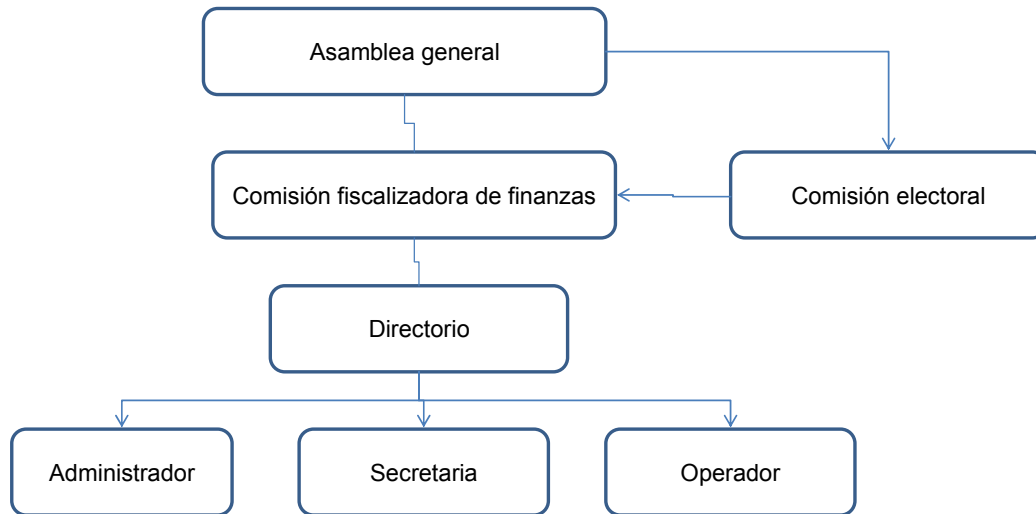 Asamblea general
Comisión fiscalizadora de finanzas
Comisión electoral
Directorio
Administrador
Secretaria
Operador